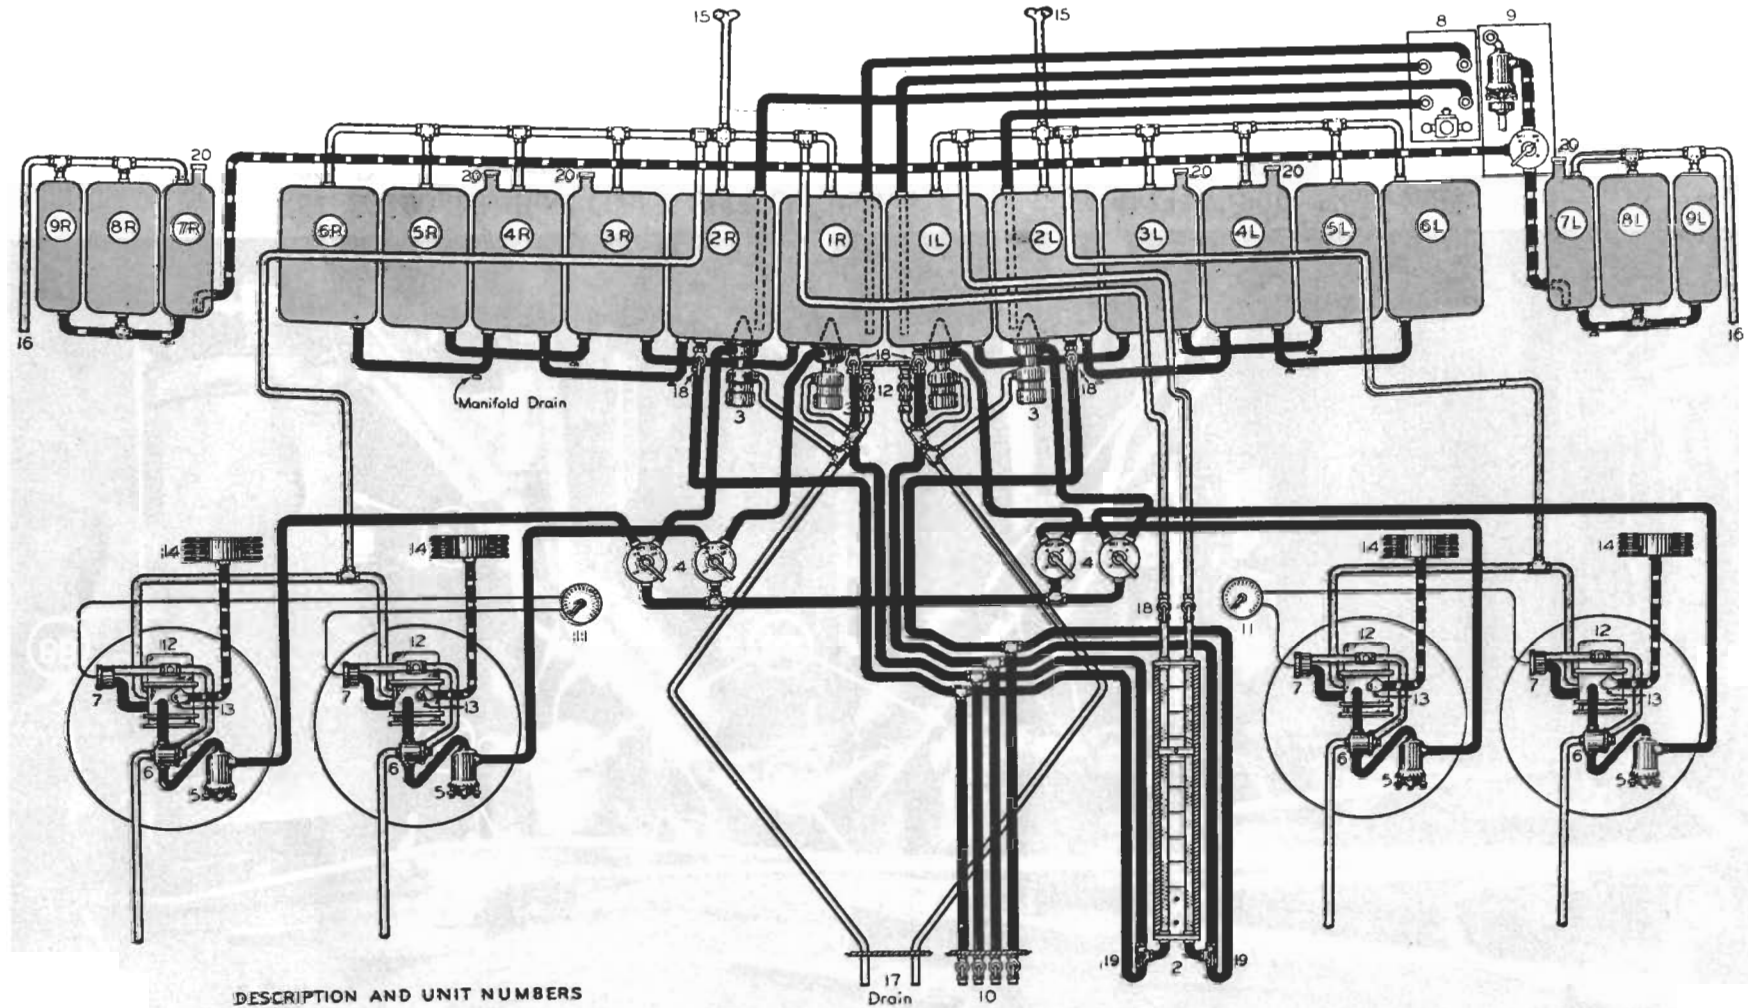 15 15 8 9
20 20 20 20 20 20
9R 8R 7R 6R 5R 4R 3R 2R 1R 1L 2L 3L 4L 5L 6L 7L 8L 9L
16 16
18 18 18
Manifold Drain 3 3 12 3
14 14 4 4 14 14
11 18 11
12 12 12 12
7 13 7 13 7 13 7 13
6 5 6 5 6 5 6 5
17 10 19 2 19
Drain
DESCRIPTION AND UNIT NUMBERS